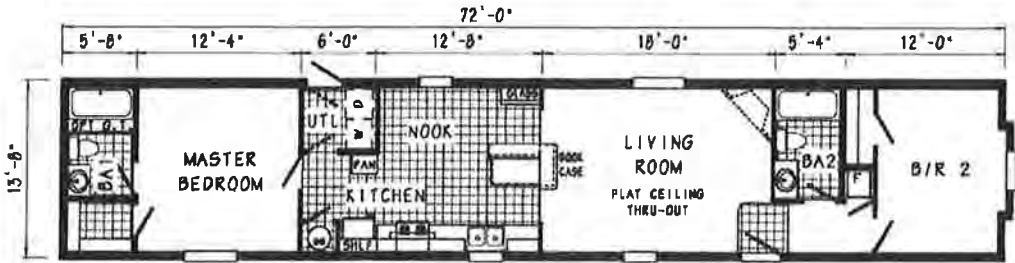 72'-0"
5'-8" 12'-4" 6'-0" 12'-8" 18'-0" 5'-4" 12'-0"
13'-8"
OPT G.T.
BA1
MASTER
BEDROOM
UTL
W D
PAN
NOOK
GLASS
KITCHEN
SHLF
BOOK
CASE
LIVING
ROOM
FLAT CEILING
THRU-OUT
BA2
F
B/R 2